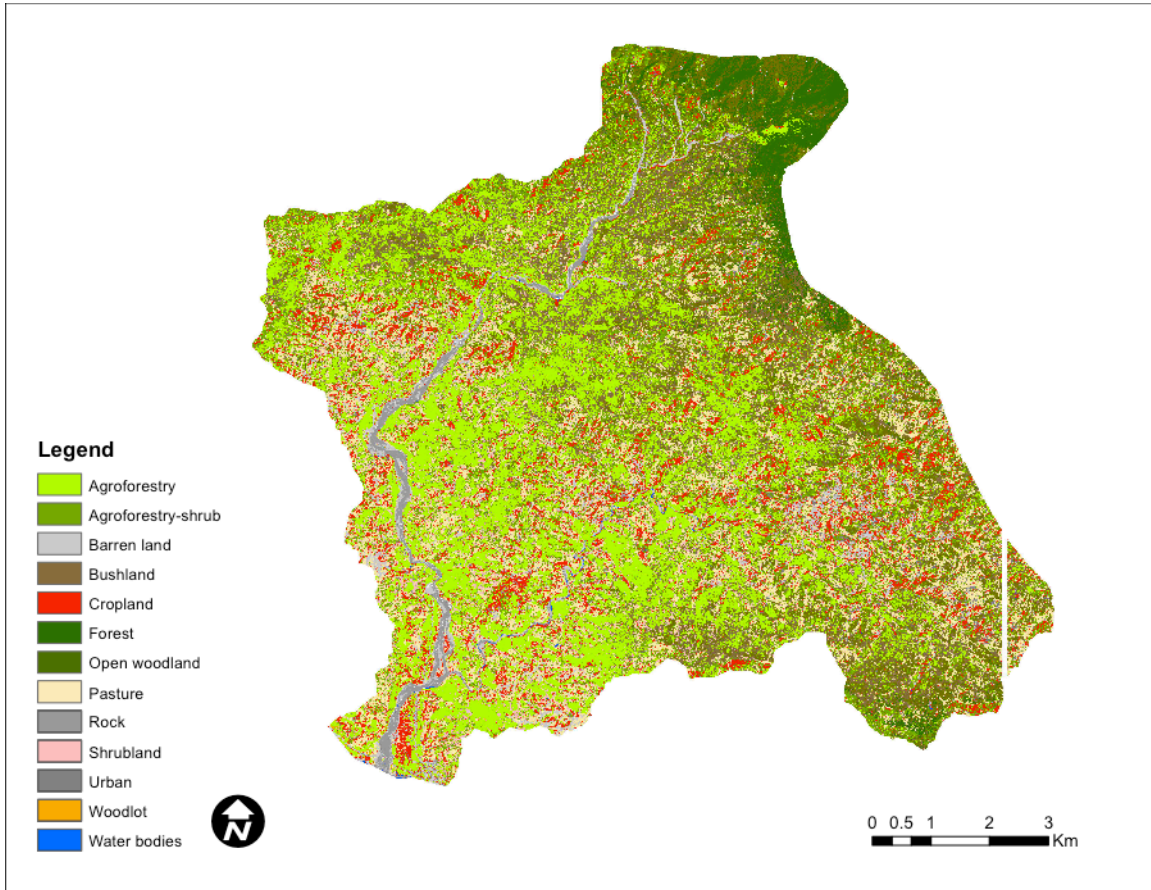 Legend
Agroforestry
Agroforestry-shrub
Barren land
Bushland
Cropland
Forest
Open woodland
Pasture
Rock
Shrubland
Urban
Woodlot
Water bodies
N
0 0.5 1 2 3
Km